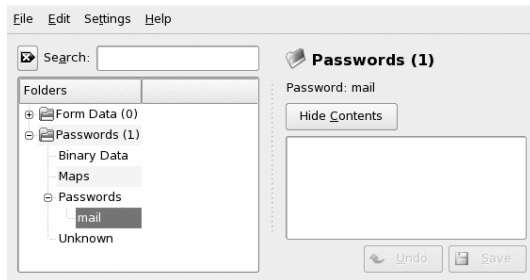 File Edit Settings Help
Search:
Folders
Form Data (0)
Passwords (1)
Binary Data
Maps
Passwords
mail
Unknown
Passwords (1)
Password: mail
Hide Contents
Undo Save